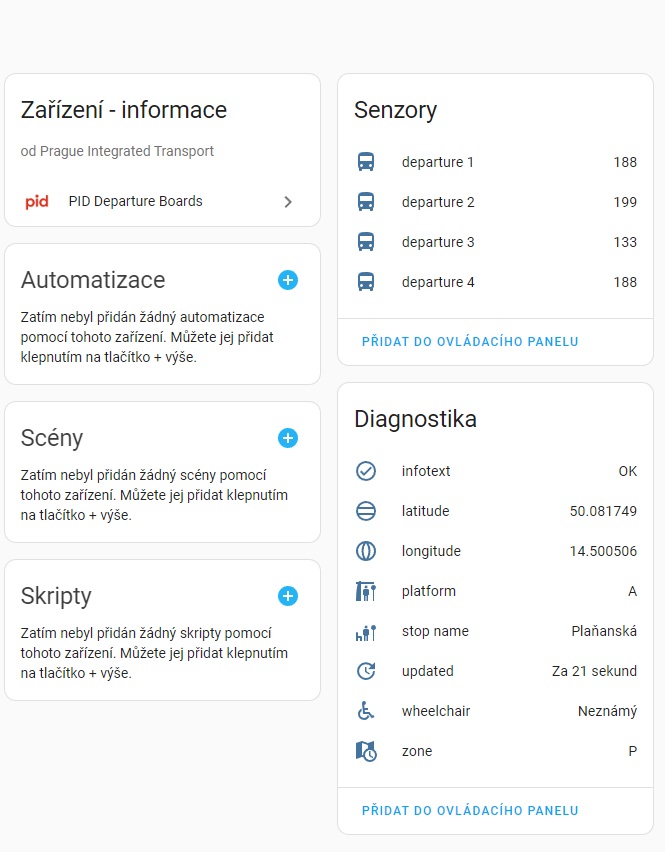 Zařízení - informace
od Prague Integrated Transport
pid PID Departure Boards
Automatizace
Zatím nebyl přidán žádný automatizace
pomocí tohoto zařízení. Můžete jej přidat
klepnutím na tlačítko + výše.
Scény
Zatím nebyl přidán žádný scény pomocí
tohoto zařízení. Můžete jej přidat klepnutím
na tlačítko + výše.
Skripty
Zatím nebyl přidán žádný skripty pomocí
tohoto zařízení. Můžete jej přidat klepnutím
na tlačítko + výše.
Senzory
departure 1 188
departure 2 199
departure 3 133
departure 4 188
PŘIDAT DO OVLÁDACÍHO PANELU
Diagnostika
infotext OK
latitude 50.081749
longitude 14.500506
platform A
stop name Plaňanská
updated Za 21 sekund
wheelchair Neznámý
zone P
PŘIDAT DO OVLÁDACÍHO PANELU